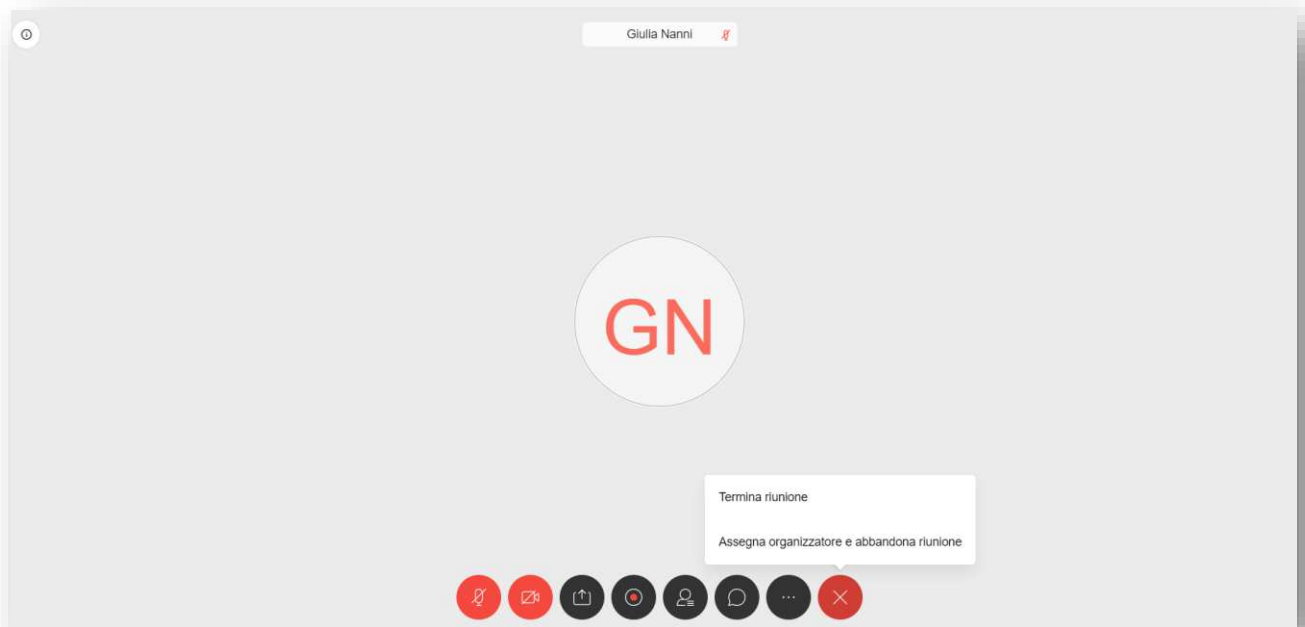 Giulia Nanni
GN
Termina riunione
Assegna organizzatore e abbandona riunione